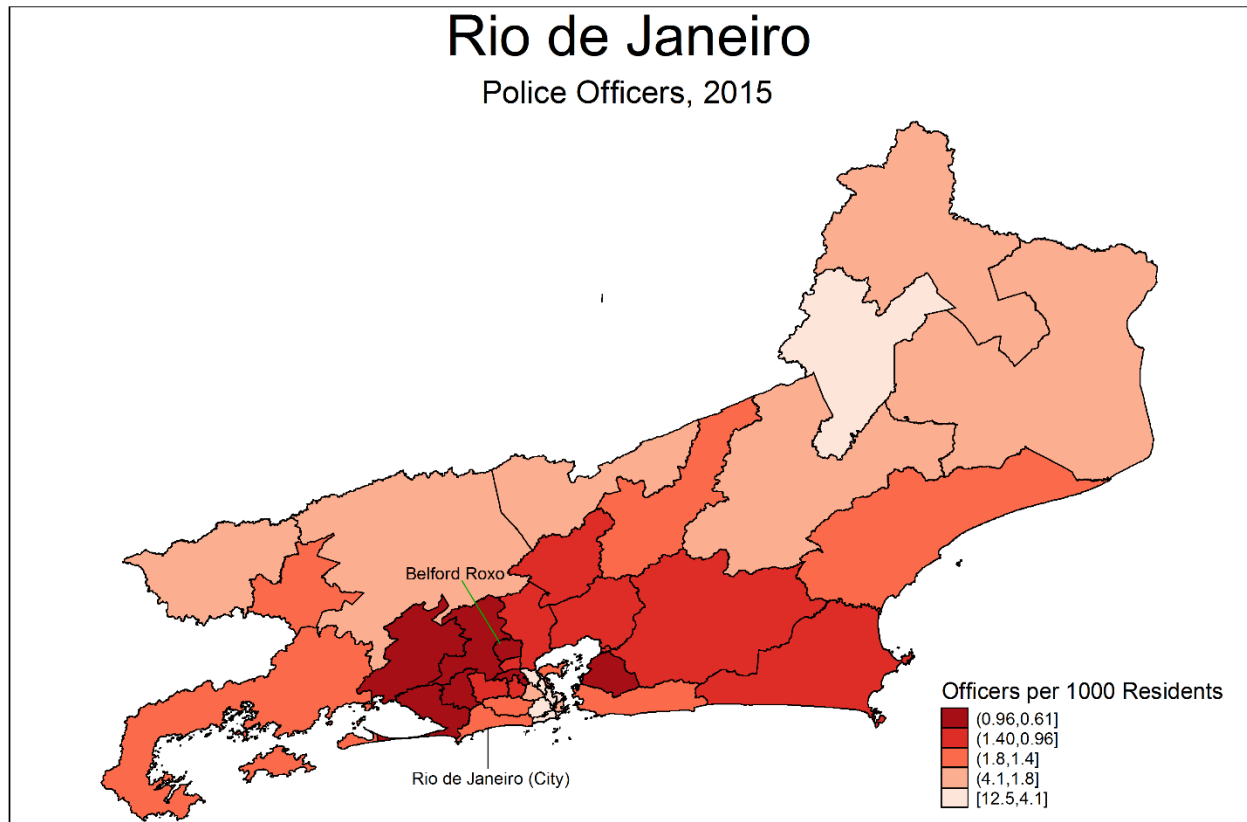 Rio de Janeiro
Police Officers, 2015
Belford Roxo
Rio de Janeiro (City)
Officers per 1000 Residents
(0.96,0.61]
(1.40,0.96]
(1.8,1.4]
(4.1,1.8]
[12.5,4.1]